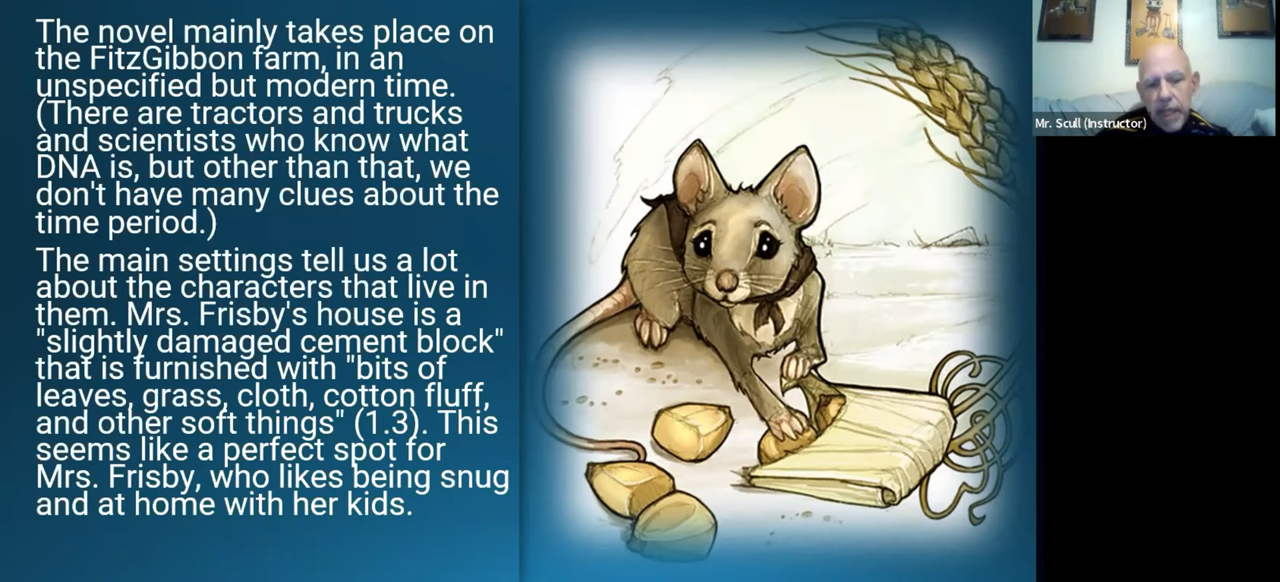 The novel mainly takes place on
the FitzGibbon farm, in an
unspecified but modern time.
(There are tractors and trucks
and scientists who know what
DNA is, but other than that, we
don't have many clues about the
time period.)
The main settings tell us a lot
about the characters that live in
them. Mrs. Frisby's house is a
"slightly damaged cement block"
that is furnished with "bits of
leaves, grass, cloth, cotton fluff,
and other soft things" (1.3). This
seems like a perfect spot for
Mrs. Frisby, who likes being snug
and at home with her kids.
Mr. Scull (Instructor)